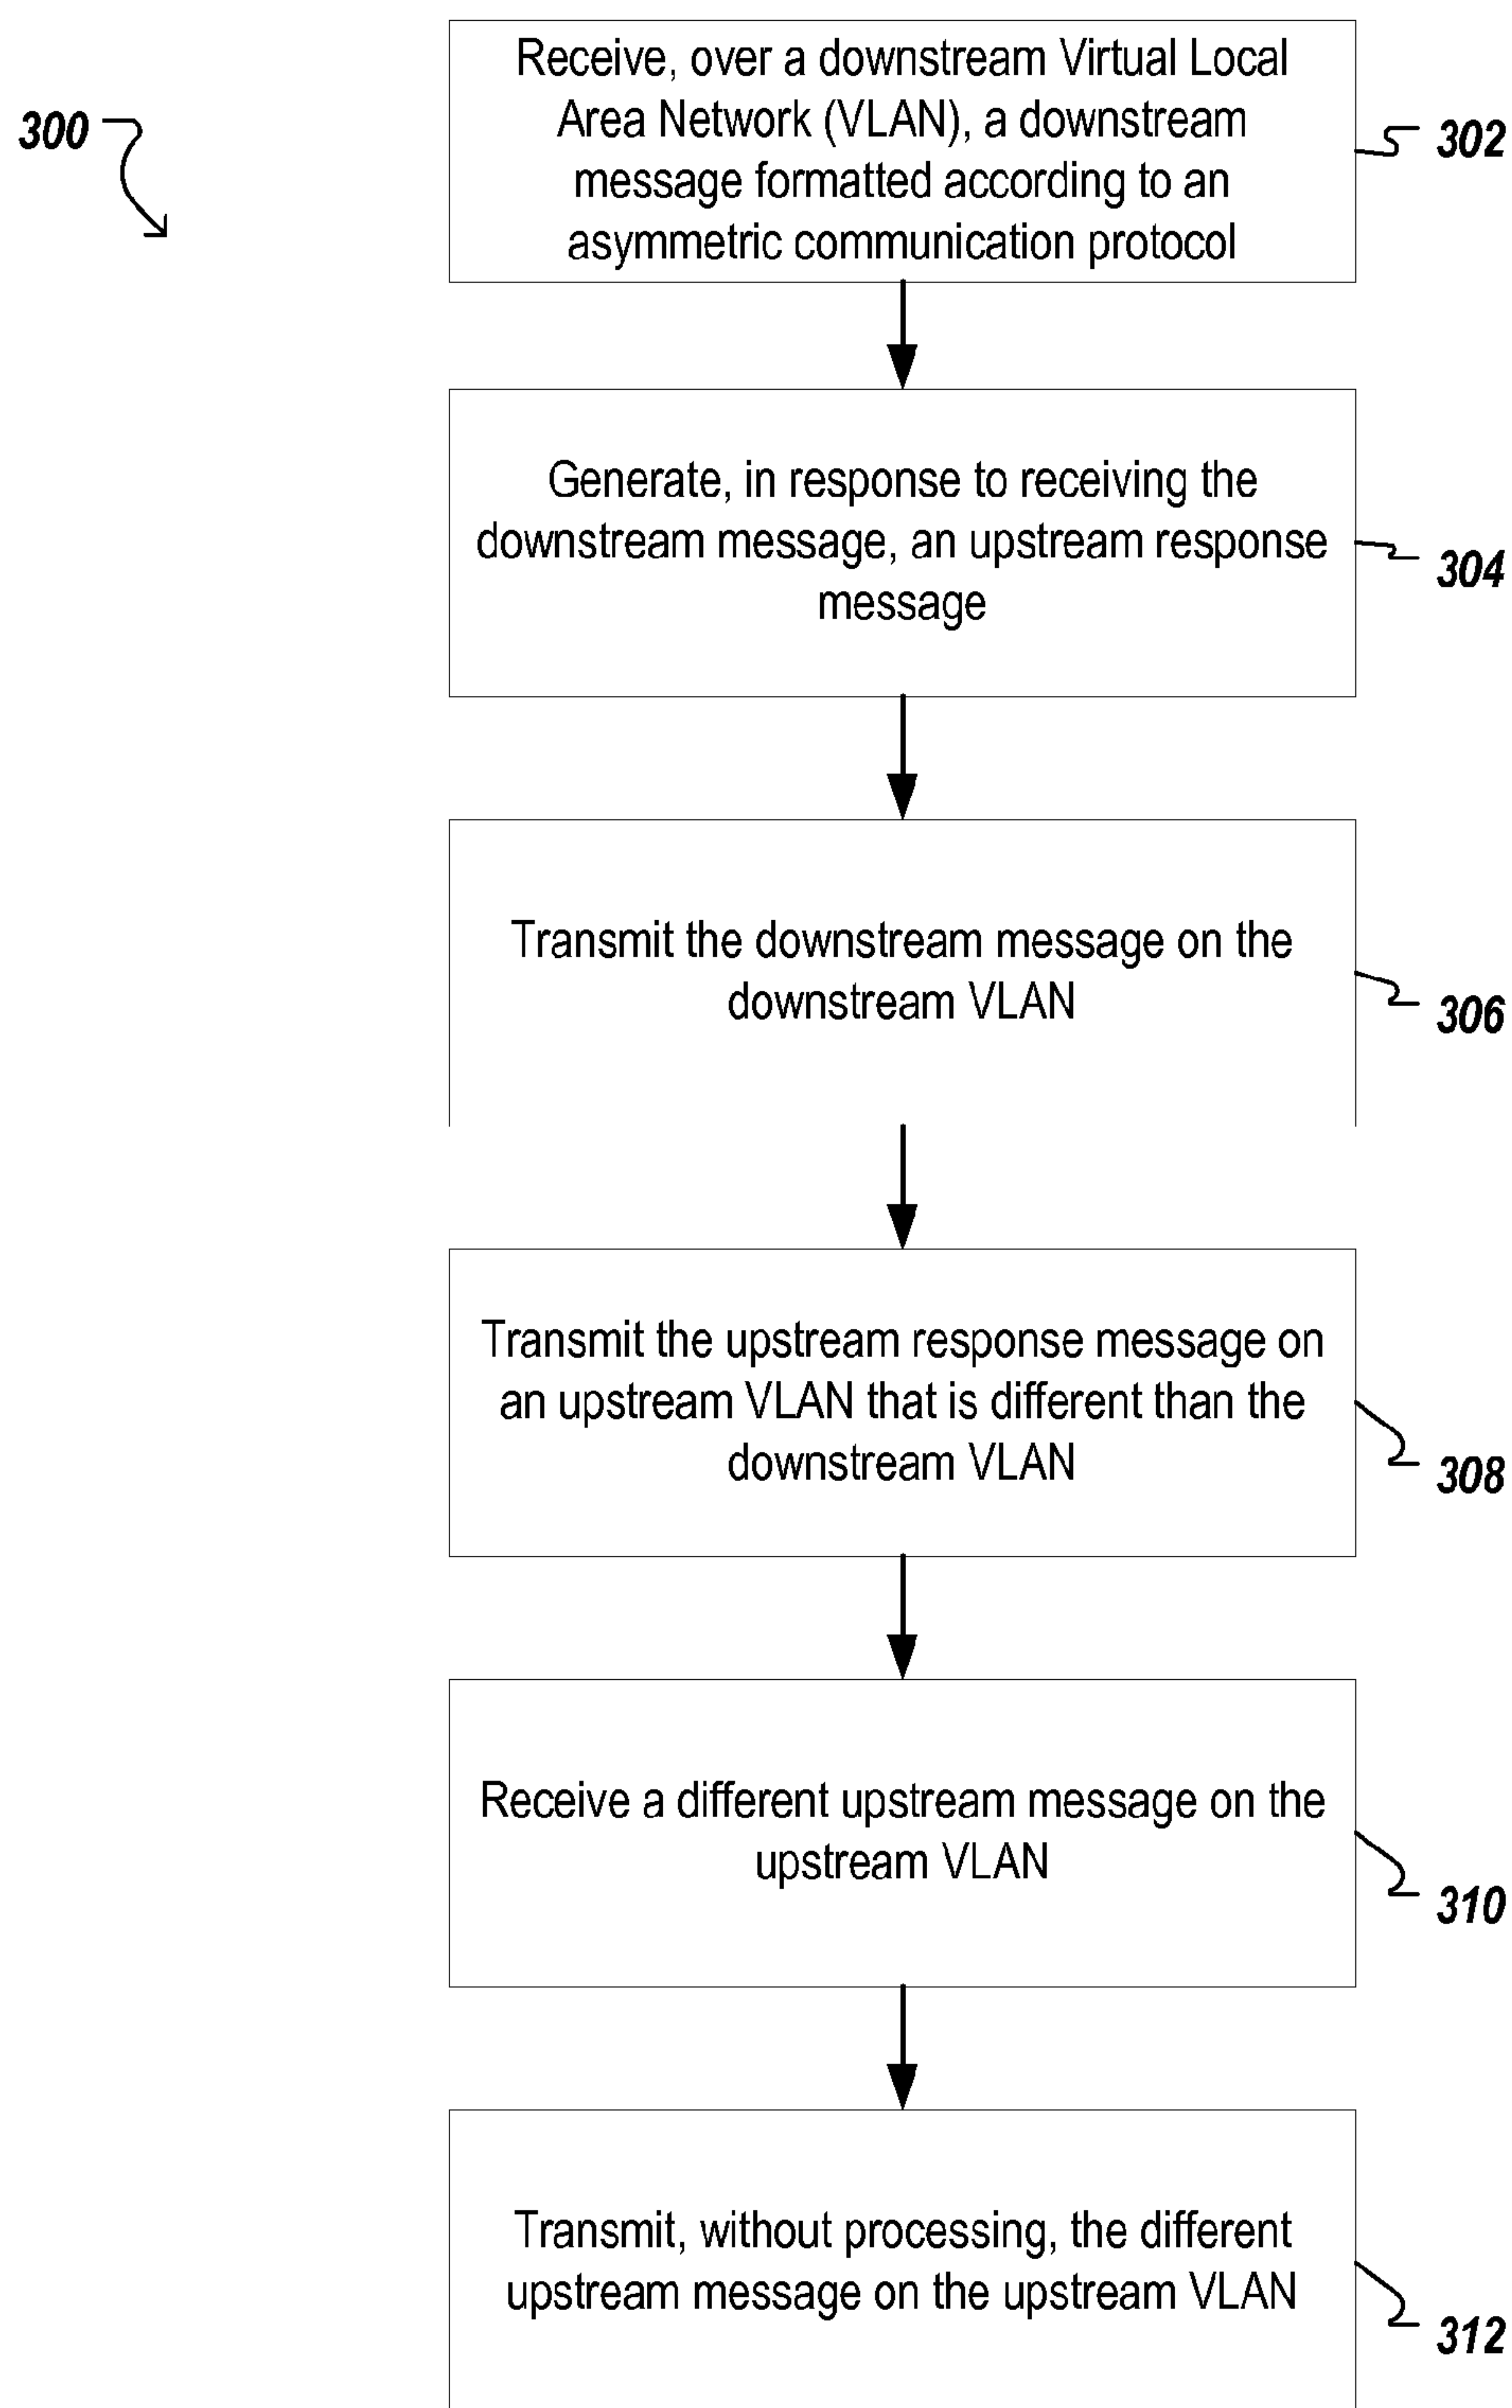 300
Receive, over a downstream Virtual Local
Area Network (VLAN), a downstream
message formatted according to an
asymmetric communication protocol
302
Generate, in response to receiving the
downstream message, an upstream response
message
304
Transmit the downstream message on the
downstream VLAN
306
Transmit the upstream response message on
an upstream VLAN that is different than the
downstream VLAN
308
Receive a different upstream message on the
upstream VLAN
310
Transmit, without processing, the different
upstream message on the upstream VLAN
312